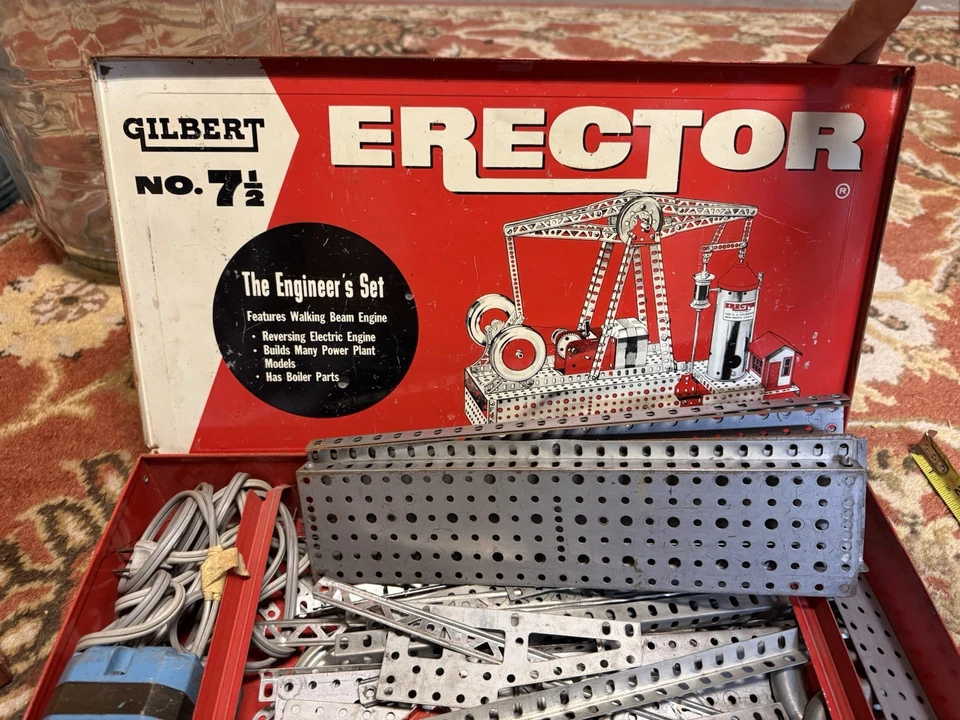 GILBERT
NO. 7½
ERECTOR
®
The Engineer's Set
Features Walking Beam Engine
• Reversing Electric Engine
• Builds Many Power Plant
Models
• Has Boiler Parts
ERECTOR